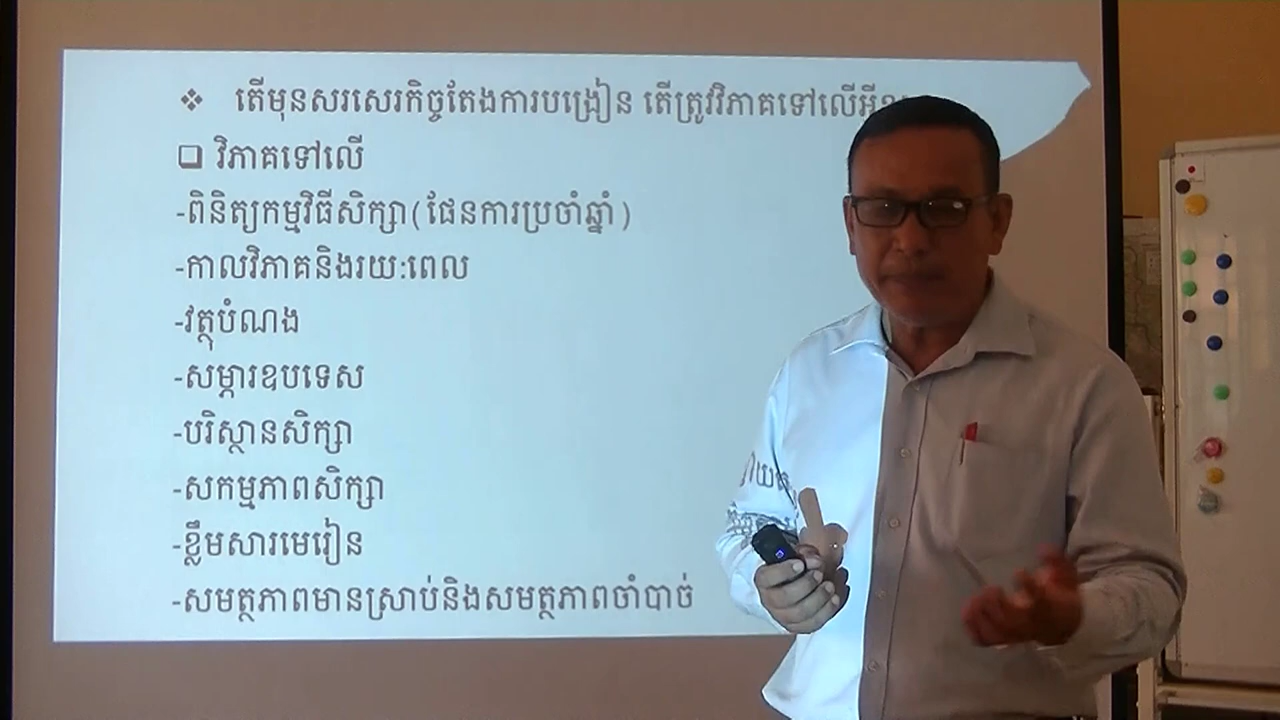 ❖ តើមុនសរសេរកិច្ចតែងការបង្រៀន តើត្រូវវិភាគទៅលើ
❑ វិភាគទៅលើ
-ពិនិត្យកម្មវិធីសិក្សា(ផែនការប្រចាំឆ្នាំ)
-កាលវិភាគនិងរយៈពេល
-វត្ថុបំណង
-សម្ភារឧបទេស
-បរិស្ថានសិក្សា
-សកម្មភាពសិក្សា
-ខ្លឹមសារមេរៀន
-សមត្ថភាពមានស្រាប់និងសមត្ថភាពចាំបាច់